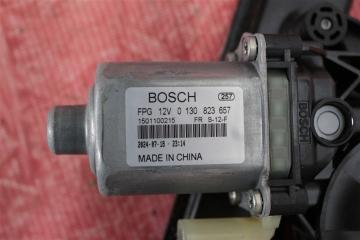 BOSCH 257
FPG 12V 0 130 823 657
1501100215 FR S-12-F
2024-07-15 - 23:14
MADE IN CHINA
BOSCH